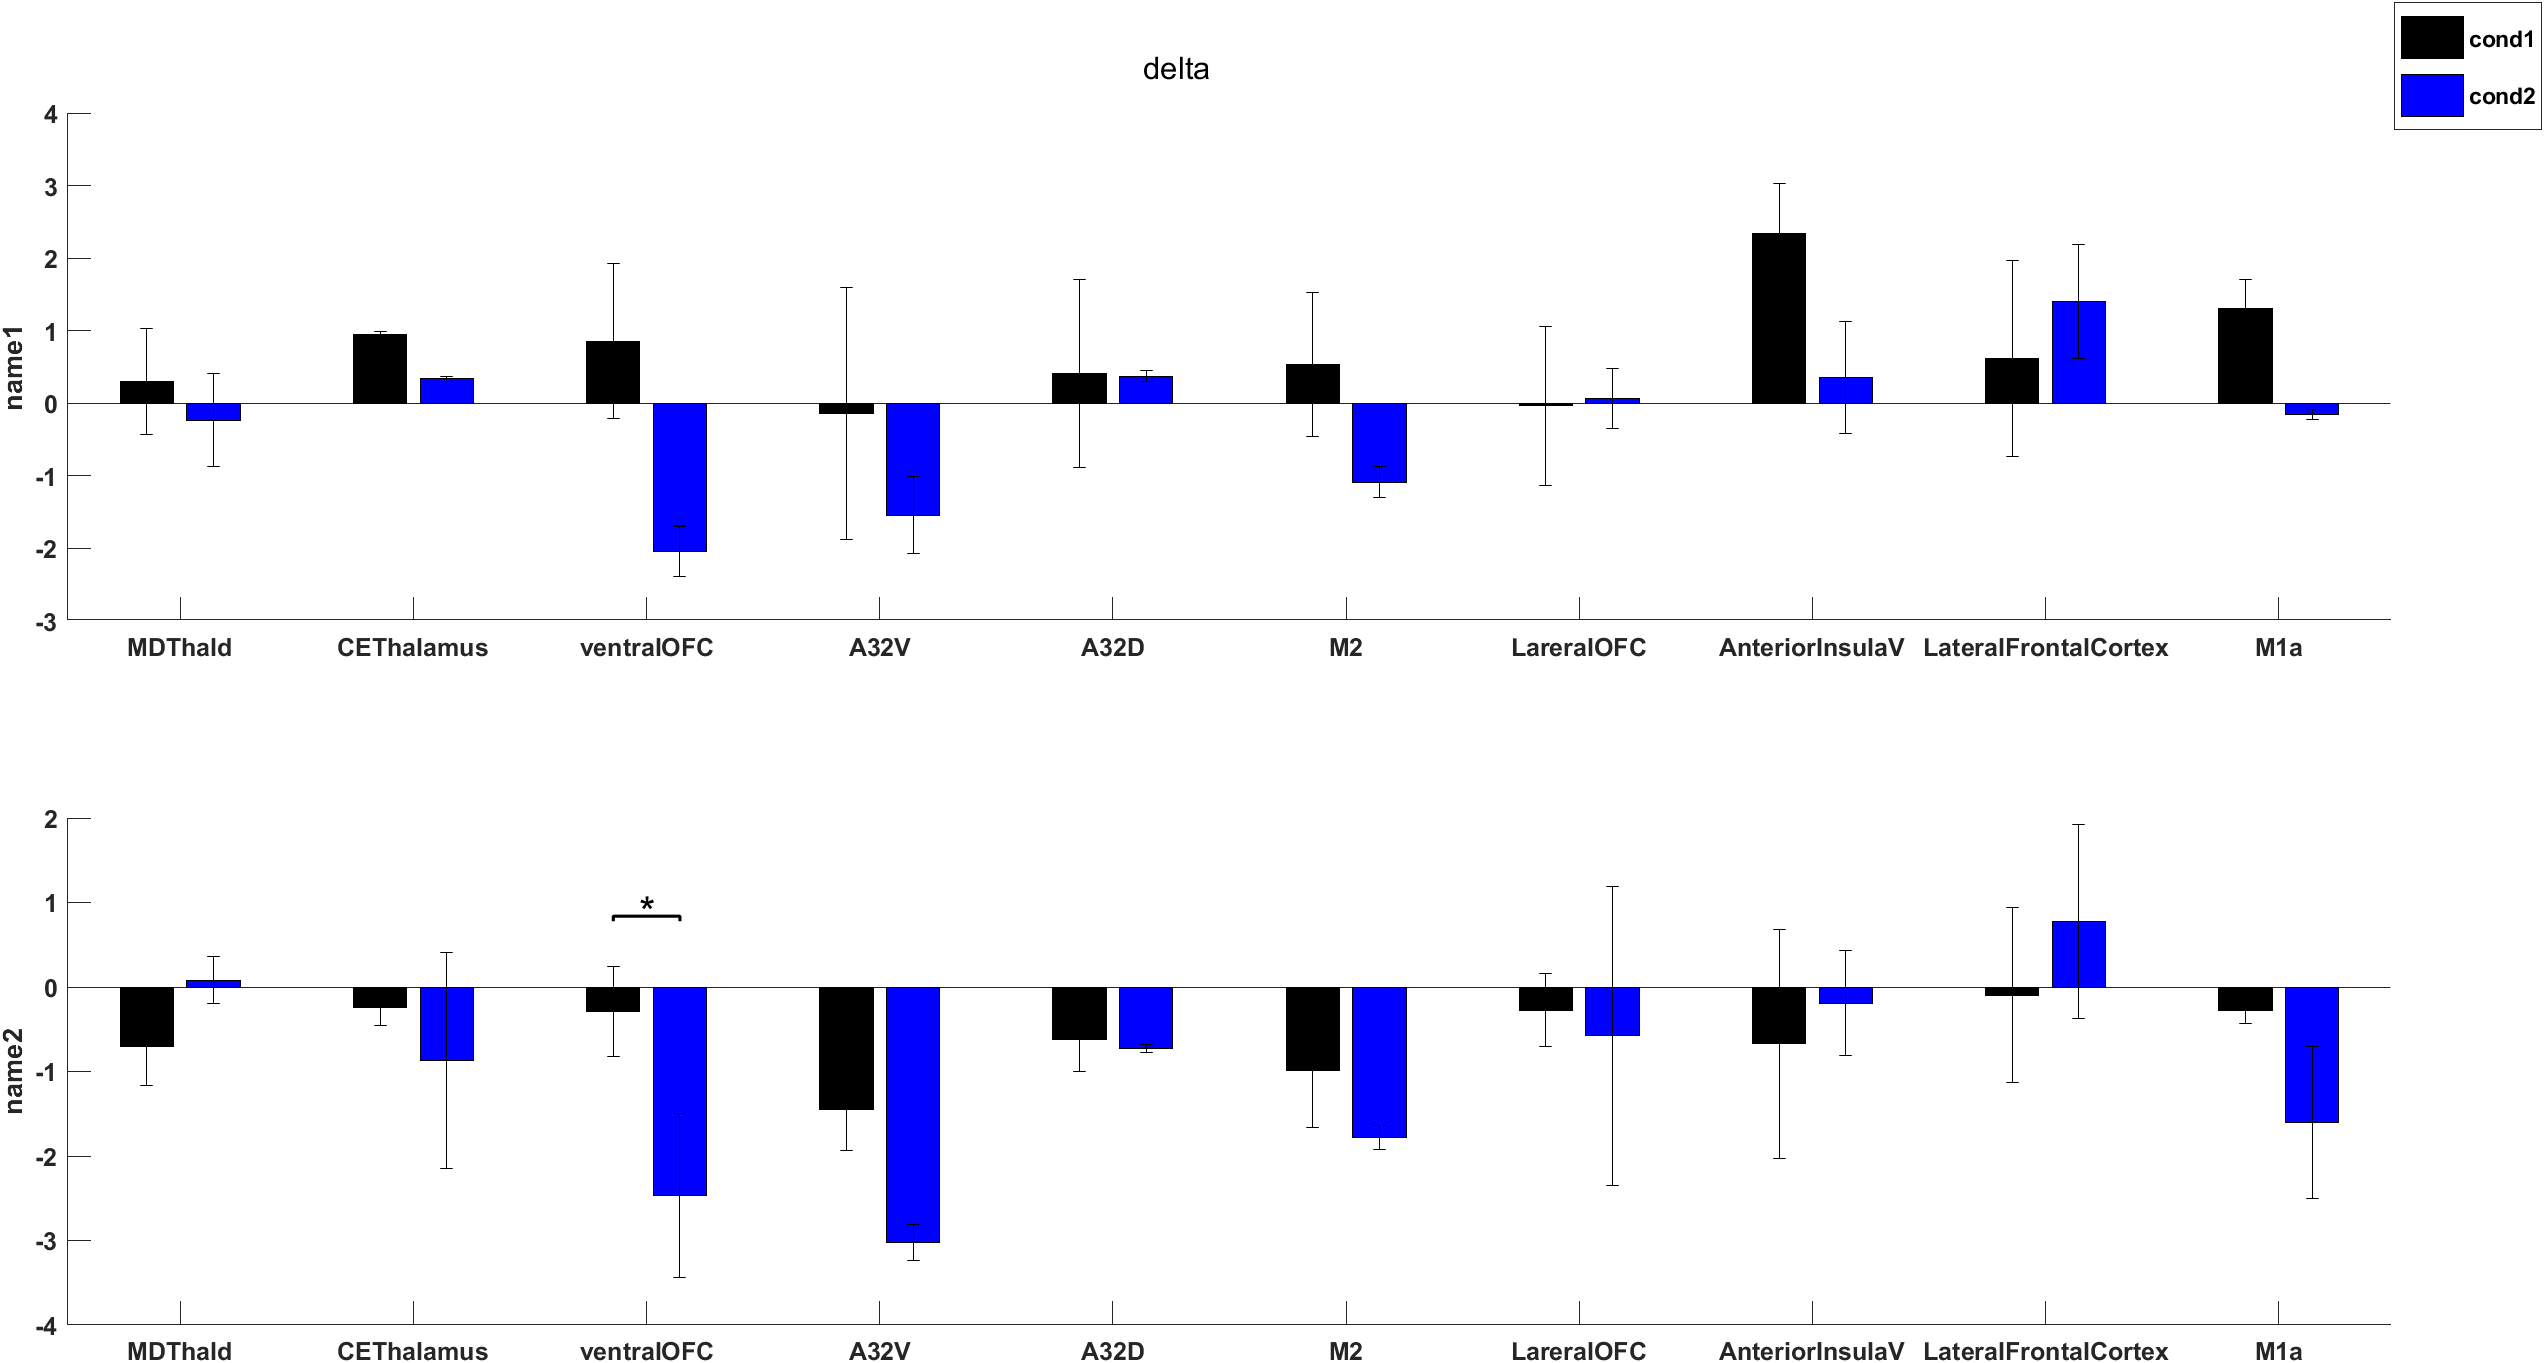 cond1
cond2
delta
4
3
2
1
0
-1
-2
-3
name1
MDThald CEThalamus ventralOFC A32V A32D M2 LareralOFC AnteriorInsulaV LateralFrontalCortex M1a
2
1
0
-1
-2
-3
-4
name2
*
MDThald CEThalamus ventralOFC A32V A32D M2 LareralOFC AnteriorInsulaV LateralFrontalCortex M1a